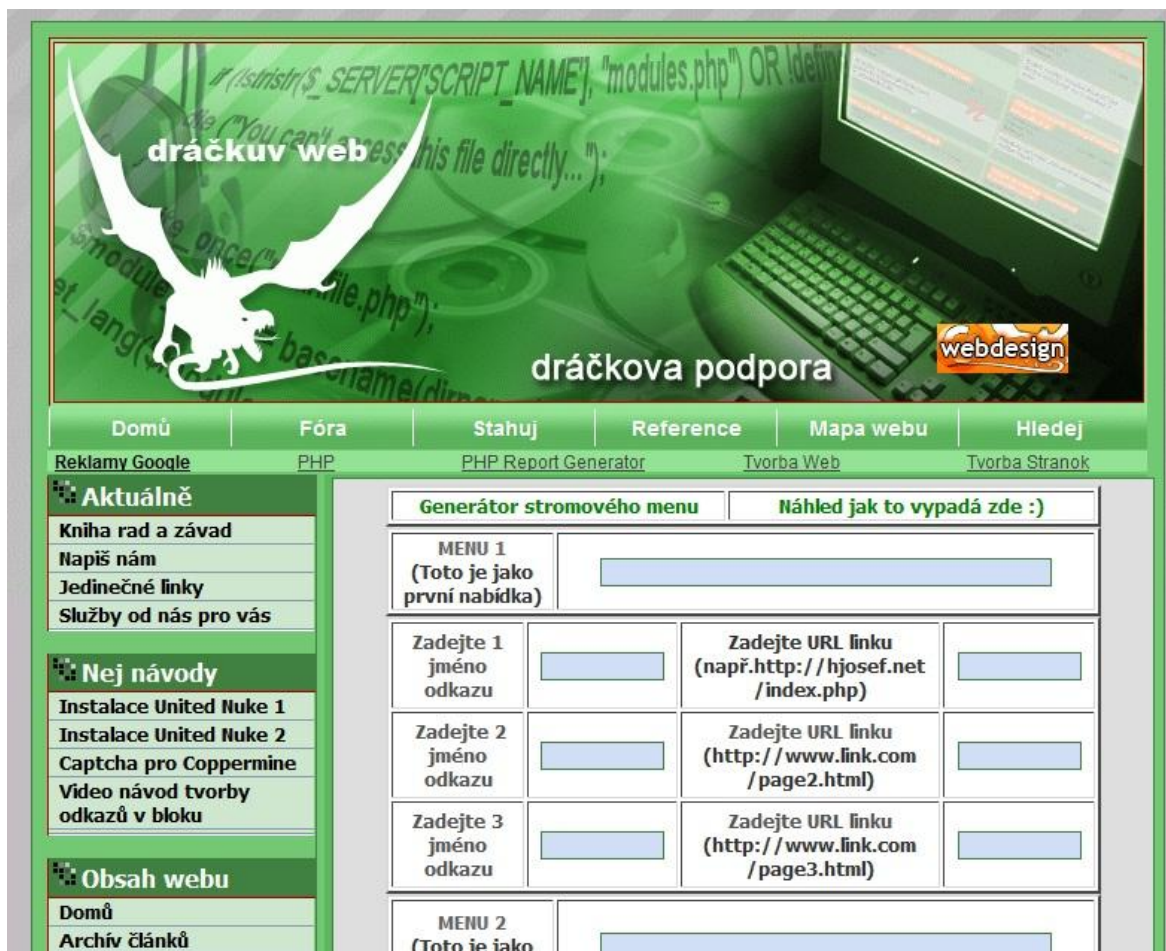 if (!stristr($_SERVER['SCRIPT_NAME'], "modules.php") OR !defin
die ("You can't access this file directly...");
dráčkuv web
dráčkova podpora
webdesign
Domů Fóra Stahuj Reference Mapa webu Hledej
Reklamy Google PHP PHP Report Generator Tvorba Web Tvorba Stranok
Aktuálně
Kniha rad a závad
Napiš nám
Jedinečné linky
Služby od nás pro vás
Nej návody
Instalace United Nuke 1
Instalace United Nuke 2
Captcha pro Coppermine
Video návod tvorby
odkazů v bloku
Obsah webu
Domů
Archív článků
Generátor stromového menu Náhled jak to vypadá zde :)
MENU 1
(Toto je jako
první nabídka)
Zadejte 1
jméno
odkazu
Zadejte URL linku
(např.http://hjosef.net
/index.php)
Zadejte 2
jméno
odkazu
Zadejte URL linku
(http://www.link.com
/page2.html)
Zadejte 3
jméno
odkazu
Zadejte URL linku
(http://www.link.com
/page3.html)
MENU 2
(Toto je jako